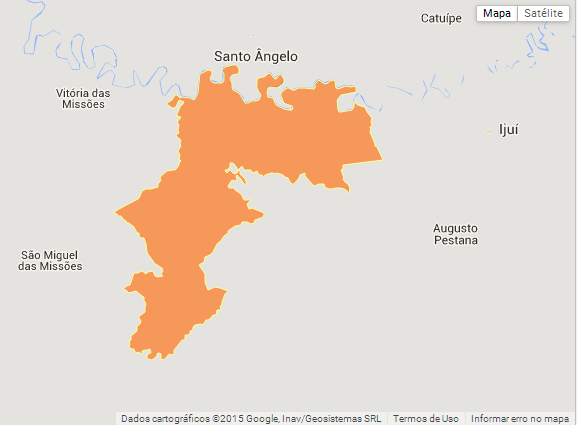 Catuípe
Mapa
Satélite
Santo Ângelo
Vitória das
Missões
Ijuí
Augusto
Pestana
São Miguel
das Missões
Dados cartográficos ©2015 Google, Inav/Geosistemas SRL
Termos de Uso
Informar erro no mapa